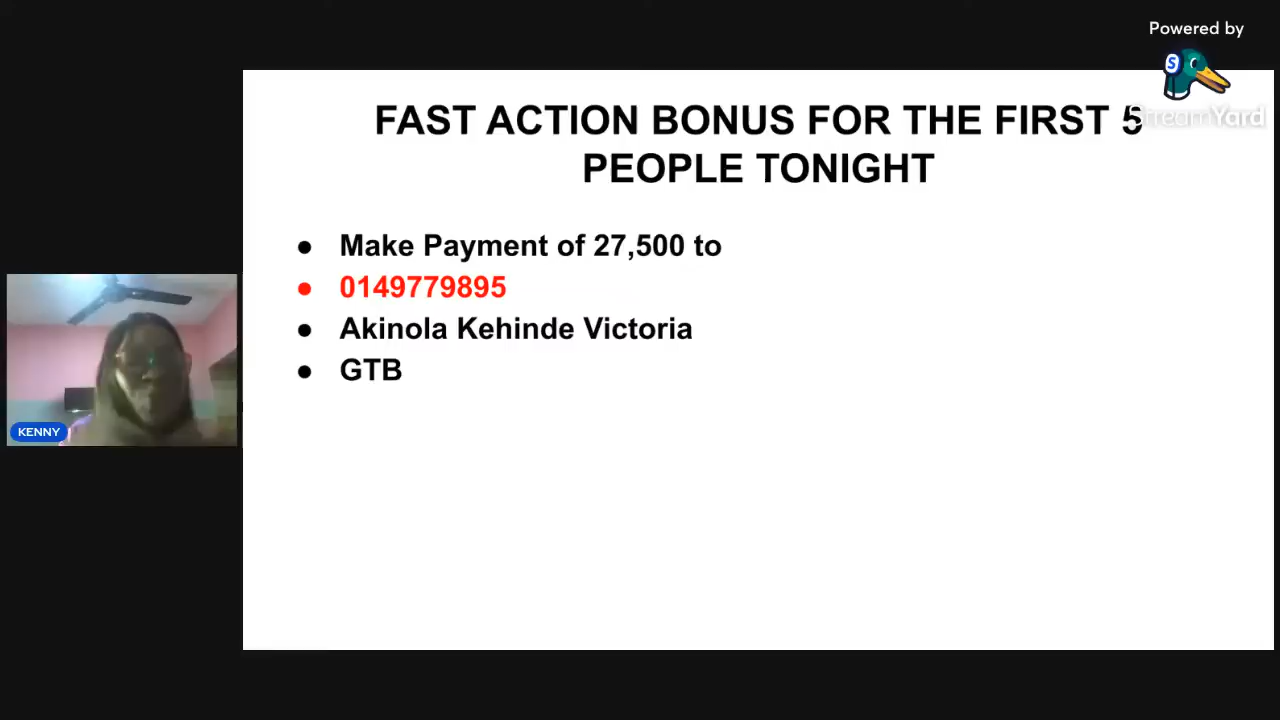 Powered by
StreamYard
FAST ACTION BONUS FOR THE FIRST 5
PEOPLE TONIGHT
● Make Payment of 27,500 to
● 0149779895
● Akinola Kehinde Victoria
● GTB
KENNY